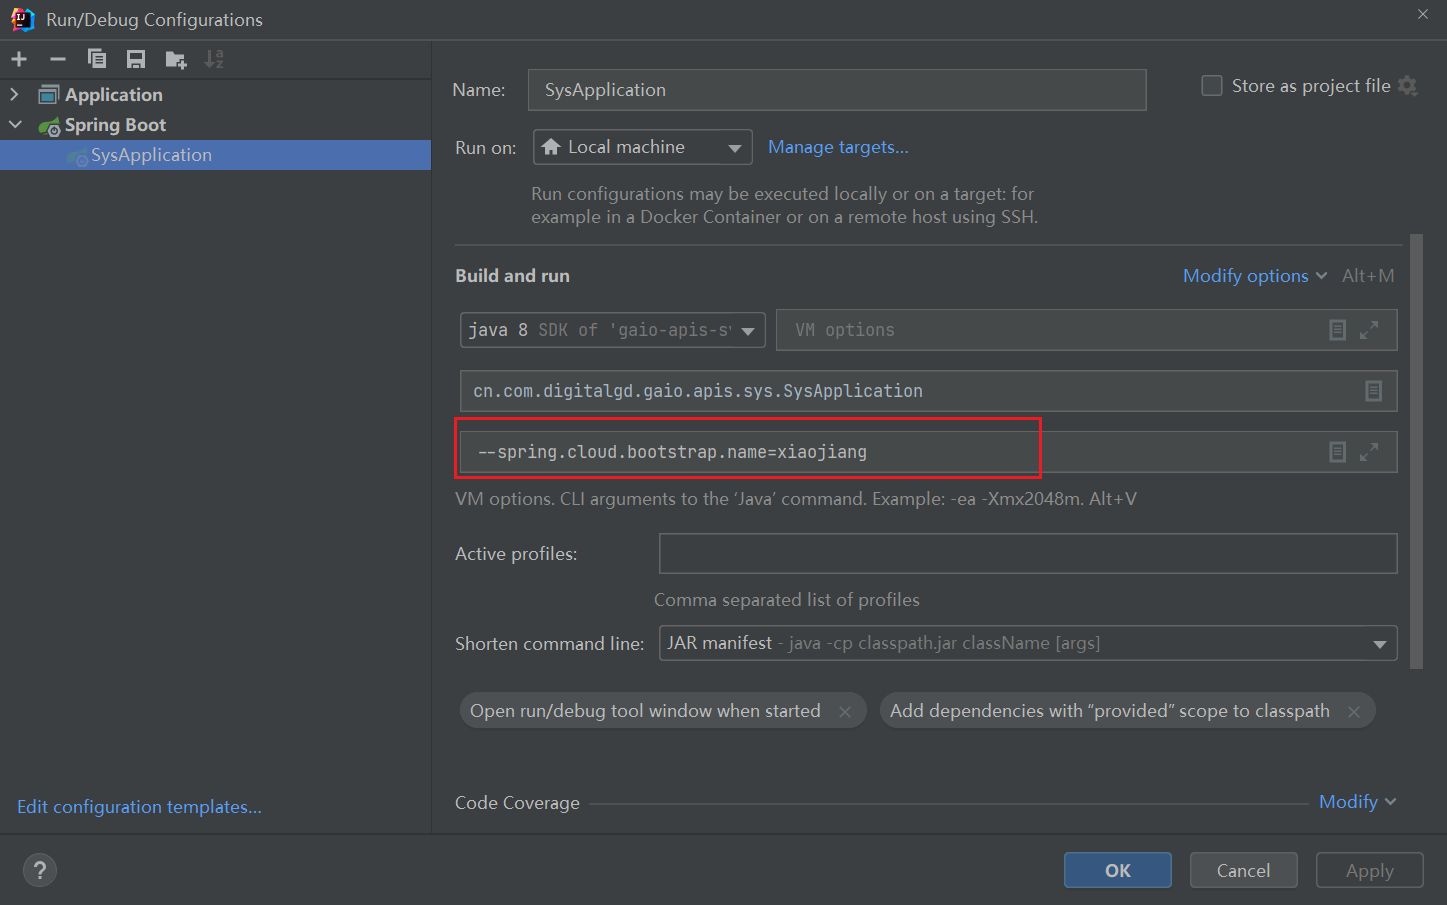 Run/Debug Configurations
Application
Spring Boot
SysApplication
Edit configuration templates...
Name: SysApplication
Store as project file
Run on: Local machine Manage targets...
Run configurations may be executed locally or on a target: for
example in a Docker Container or on a remote host using SSH.
Build and run Modify options Alt+M
java 8 SDK of 'gaio-apis-s VM options
cn.com.digitalgd.gaio.apis.sys.SysApplication
--spring.cloud.bootstrap.name=xiaojiang
VM options. CLI arguments to the ‘Java’ command. Example: -ea -Xmx2048m. Alt+V
Active profiles:
Comma separated list of profiles
Shorten command line: JAR manifest - java -cp classpath.jar className [args]
Open run/debug tool window when started Add dependencies with “provided” scope to classpath
Code Coverage Modify
? OK Cancel Apply